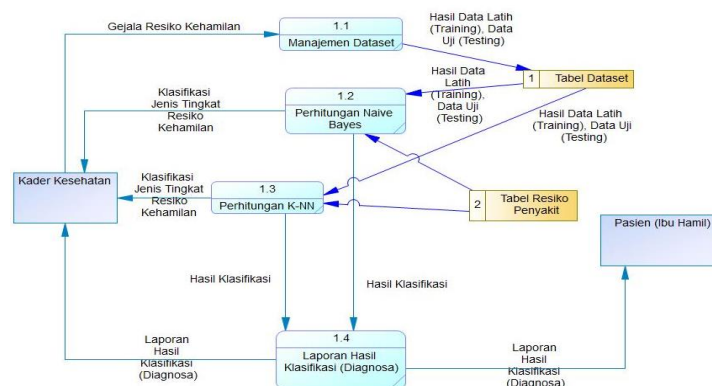 Gejala Resiko Kehamilan
1.1
Manajemen Dataset
Hasil Data Latih
(Training), Data
Uji (Testing)
1
Tabel Dataset
Hasil Data
Latih
(Training),
Data Uji
(Testing)
Klasifikasi
Jenis Tingkat
Resiko
Kehamilan
1.2
Perhitungan Naive
Bayes
Hasil Data Latih
(Training), Data Uji
(Testing)
Kader Kesehatan
Klasifikasi
Jenis Tingkat
Resiko
Kehamilan
1.3
Perhitungan K-NN
2
Tabel Resiko
Penyakit
Pasien (Ibu Hamil)
Hasil Klasifikasi
Hasil Klasifikasi
Laporan
Hasil
Klasifikasi
(Diagnosa)
1.4
Laporan Hasil
Klasifikasi (Diagnosa)
Laporan
Hasil
Klasifikasi
(Diagnosa)